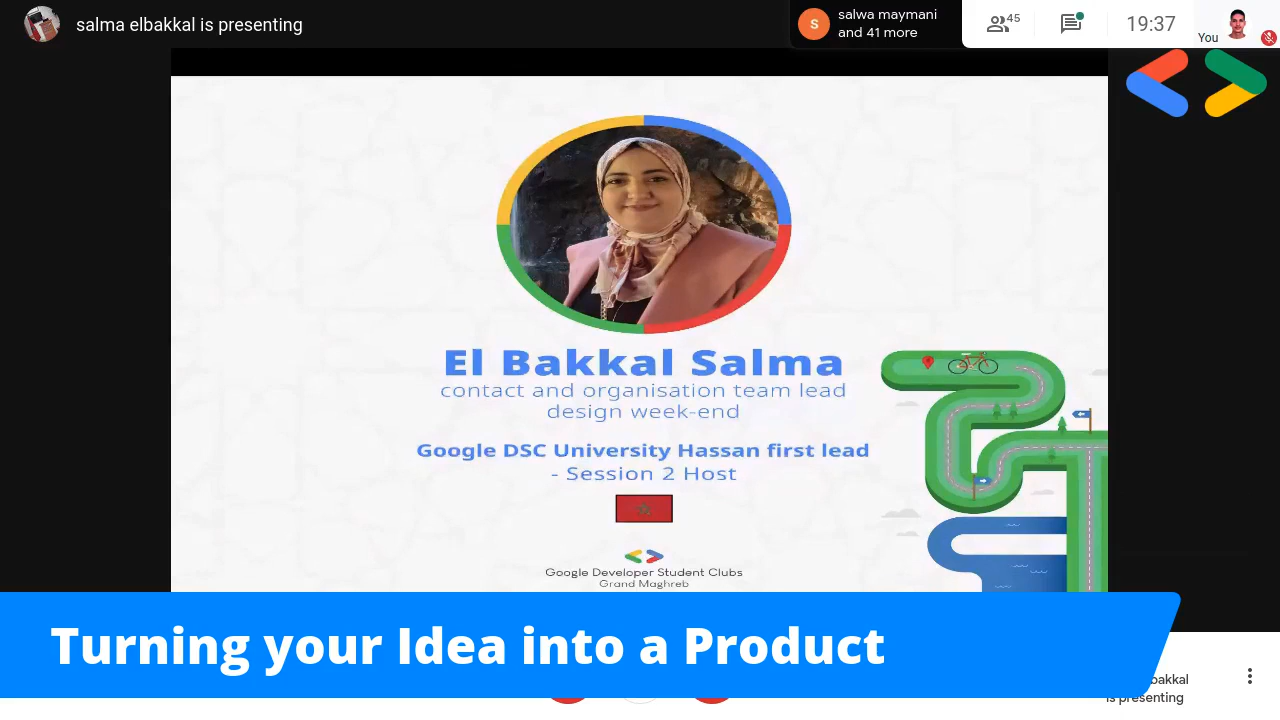 salma elbakkal is presenting
S
salwa maymani
and 41 more
45
19:37
You
El Bakkal Salma
contact and organisation team lead
design week-end
Google DSC University Hassan first lead
- Session 2 Host
Google Developer Student Clubs
Grand Maghreb
Turning your Idea into a Product
bakkal
is presenting